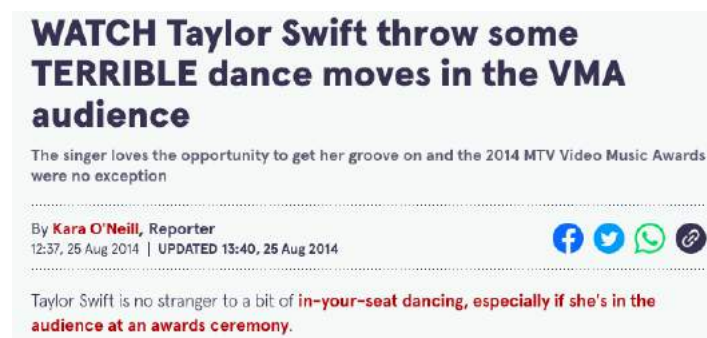 WATCH Taylor Swift throw some
TERRIBLE dance moves in the VMA
audience
The singer loves the opportunity to get her groove on and the 2014 MTV Video Music Awards
were no exception
By Kara O'Neill, Reporter
12:37, 25 Aug 2014 | UPDATED 13:40, 25 Aug 2014
Taylor Swift is no stranger to a bit of in-your-seat dancing, especially if she's in the
audience at an awards ceremony.